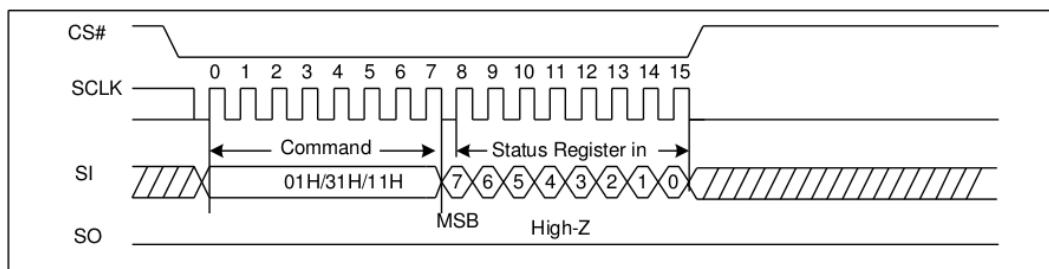 CS#
0 1 2 3 4 5 6 7 8 9 10 11 12 13 14 15
SCLK
Command Status Register in
SI 01H/31H/11H 7 6 5 4 3 2 1 0
MSB High-Z
SO